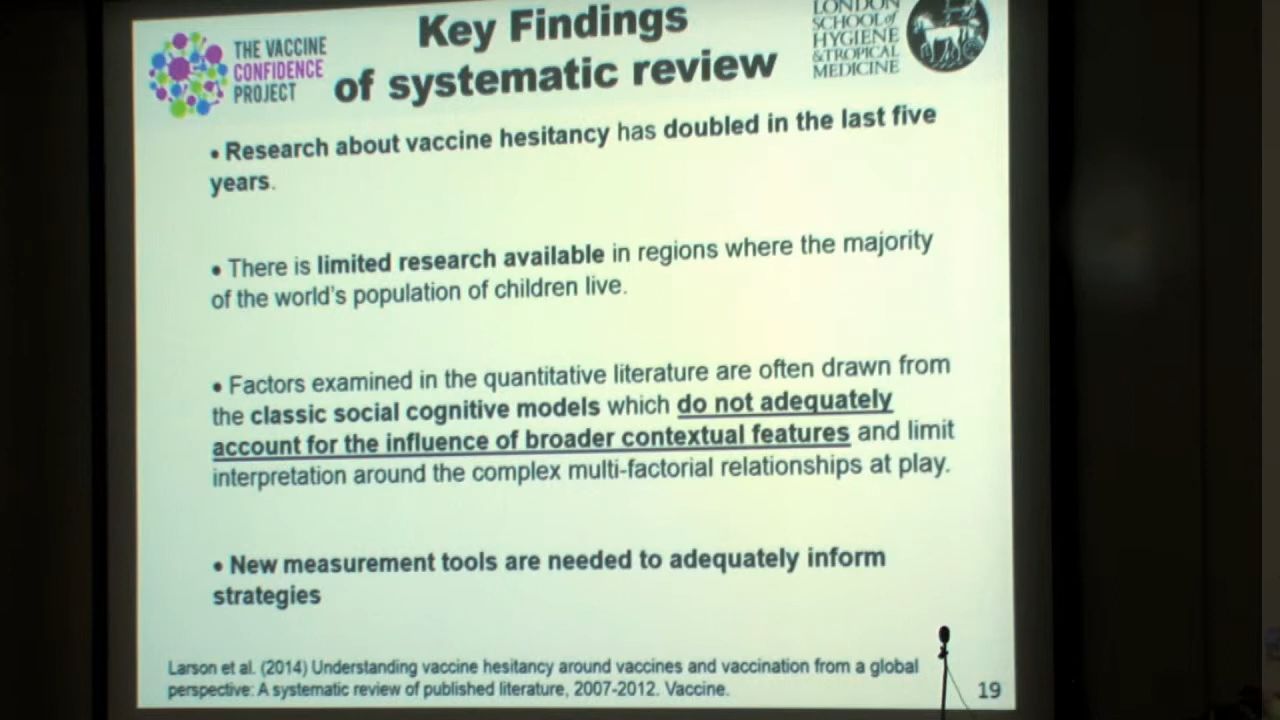 THE VACCINE
CONFIDENCE
PROJECT
Key Findings
of systematic review
LONDON
SCHOOL of
HYGIENE
& TROPICAL
MEDICINE
• Research about vaccine hesitancy has doubled in the last five
years.
• There is limited research available in regions where the majority
of the world's population of children live.
• Factors examined in the quantitative literature are often drawn from
the classic social cognitive models which do not adequately
account for the influence of broader contextual features and limit
interpretation around the complex multi-factorial relationships at play.
• New measurement tools are needed to adequately inform
strategies
Larson et al. (2014) Understanding vaccine hesitancy around vaccines and vaccination from a global
perspective: A systematic review of published literature, 2007-2012. Vaccine.
19